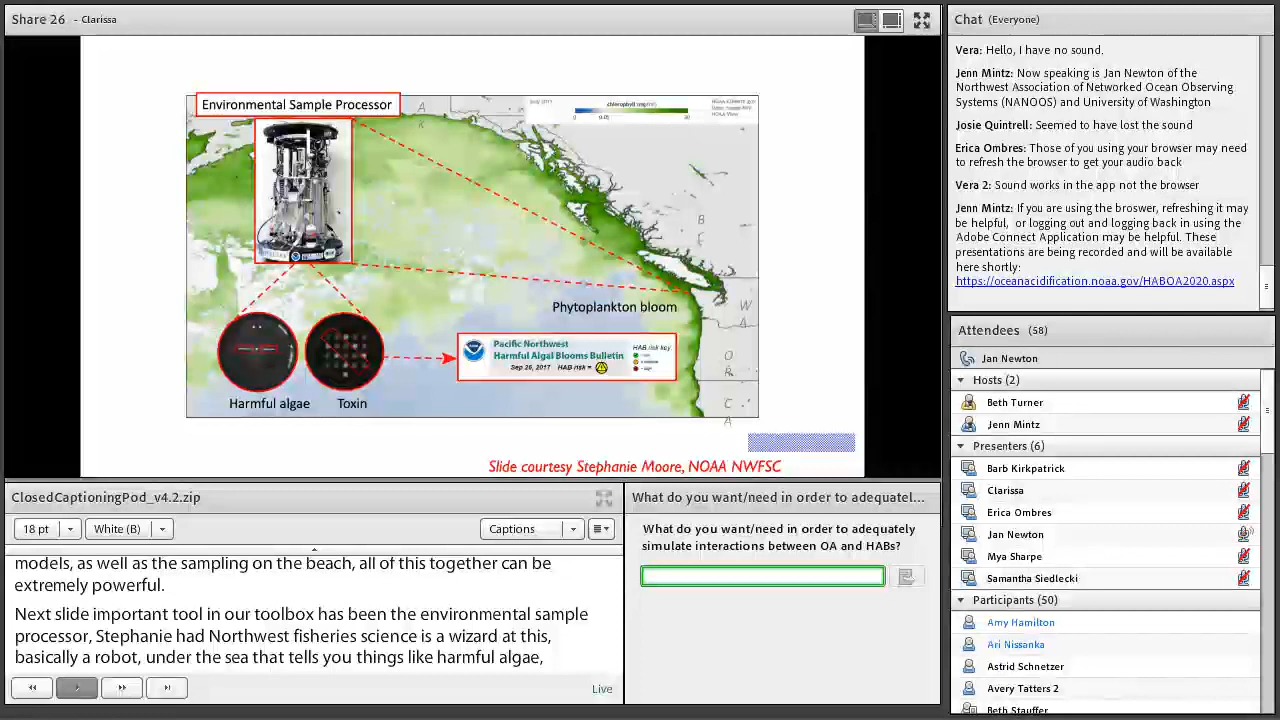 Share 26 - Clarissa
Environmental Sample Processor
A
K
chlorophyll (mg/m3)
B
C
Phytoplankton bloom
W
A
Pacific Northwest
Harmful Algal Blooms Bulletin
Sep 26, 2017 HAB risk =
HAB risk key
O
R
Harmful algae
Toxin
C
A
Slide courtesy Stephanie Moore, NOAA NWFSC
ClosedCaptioningPod_v4.2.zip
18 pt
White (B)
Captions
models, as well as the sampling on the beach, all of this together can be
extremely powerful.
Next slide important tool in our toolbox has been the environmental sample
processor, Stephanie had Northwest fisheries science is a wizard at this,
basically a robot, under the sea that tells you things like harmful algae,
Live
What do you want/need in order to adequatel...
What do you want/need in order to adequately
simulate interactions between OA and HABs?
Chat (Everyone)
Vera: Hello, I have no sound.
Jenn Mintz: Now speaking is Jan Newton of the
Northwest Association of Networked Ocean Observing
Systems (NANOOS) and University of Washington
Josie Quintrell: Seemed to have lost the sound
Erica Ombres: Those of you using your browser may need
to refresh the browser to get your audio back
Vera 2: Sound works in the app not the browser
Jenn Mintz: If you are using the broswer, refreshing it may
be helpful, or logging out and logging back in using the
Adobe Connect Application may be helpful. These
presentations are being recorded and will be available
here shortly:
https://oceanacidification.noaa.gov/HABOA2020.aspx
Attendees (58)
Jan Newton
Hosts (2)
Beth Turner
Jenn Mintz
Presenters (6)
Barb Kirkpatrick
Clarissa
Erica Ombres
Jan Newton
Mya Sharpe
Samantha Siedlecki
Participants (50)
Amy Hamilton
Ari Nissanka
Astrid Schnetzer
Avery Tatters 2
Beth Stauffer